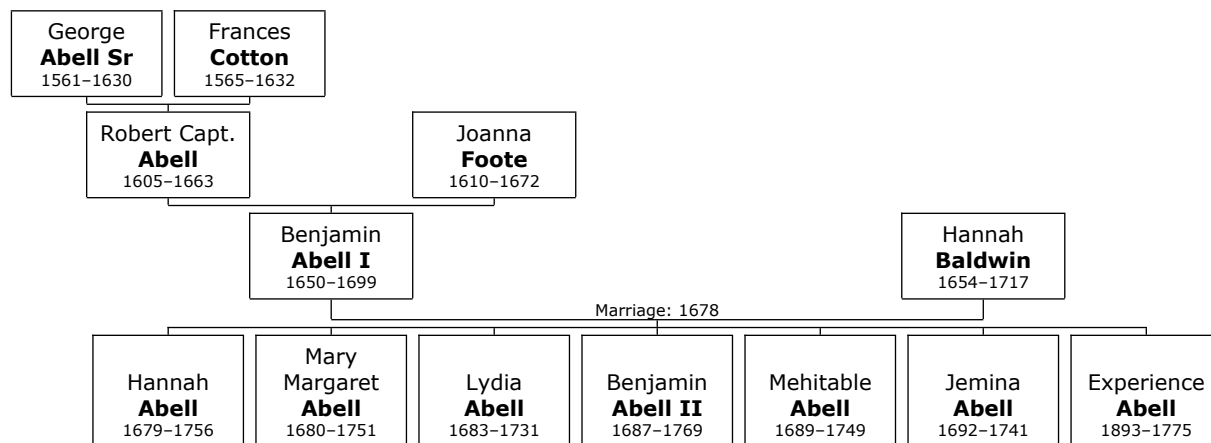 George
Abell Sr
1561–1630
Frances
Cotton
1565–1632
Robert Capt.
Abell
1605–1663
Joanna
Foote
1610–1672
Benjamin
Abell I
1650–1699
Hannah
Baldwin
1654–1717
Marriage: 1678
Hannah
Abell
1679–1756
Mary
Margaret
Abell
1680–1751
Lydia
Abell
1683–1731
Benjamin
Abell II
1687–1769
Mehitable
Abell
1689–1749
Jemina
Abell
1692–1741
Experience
Abell
1893–1775